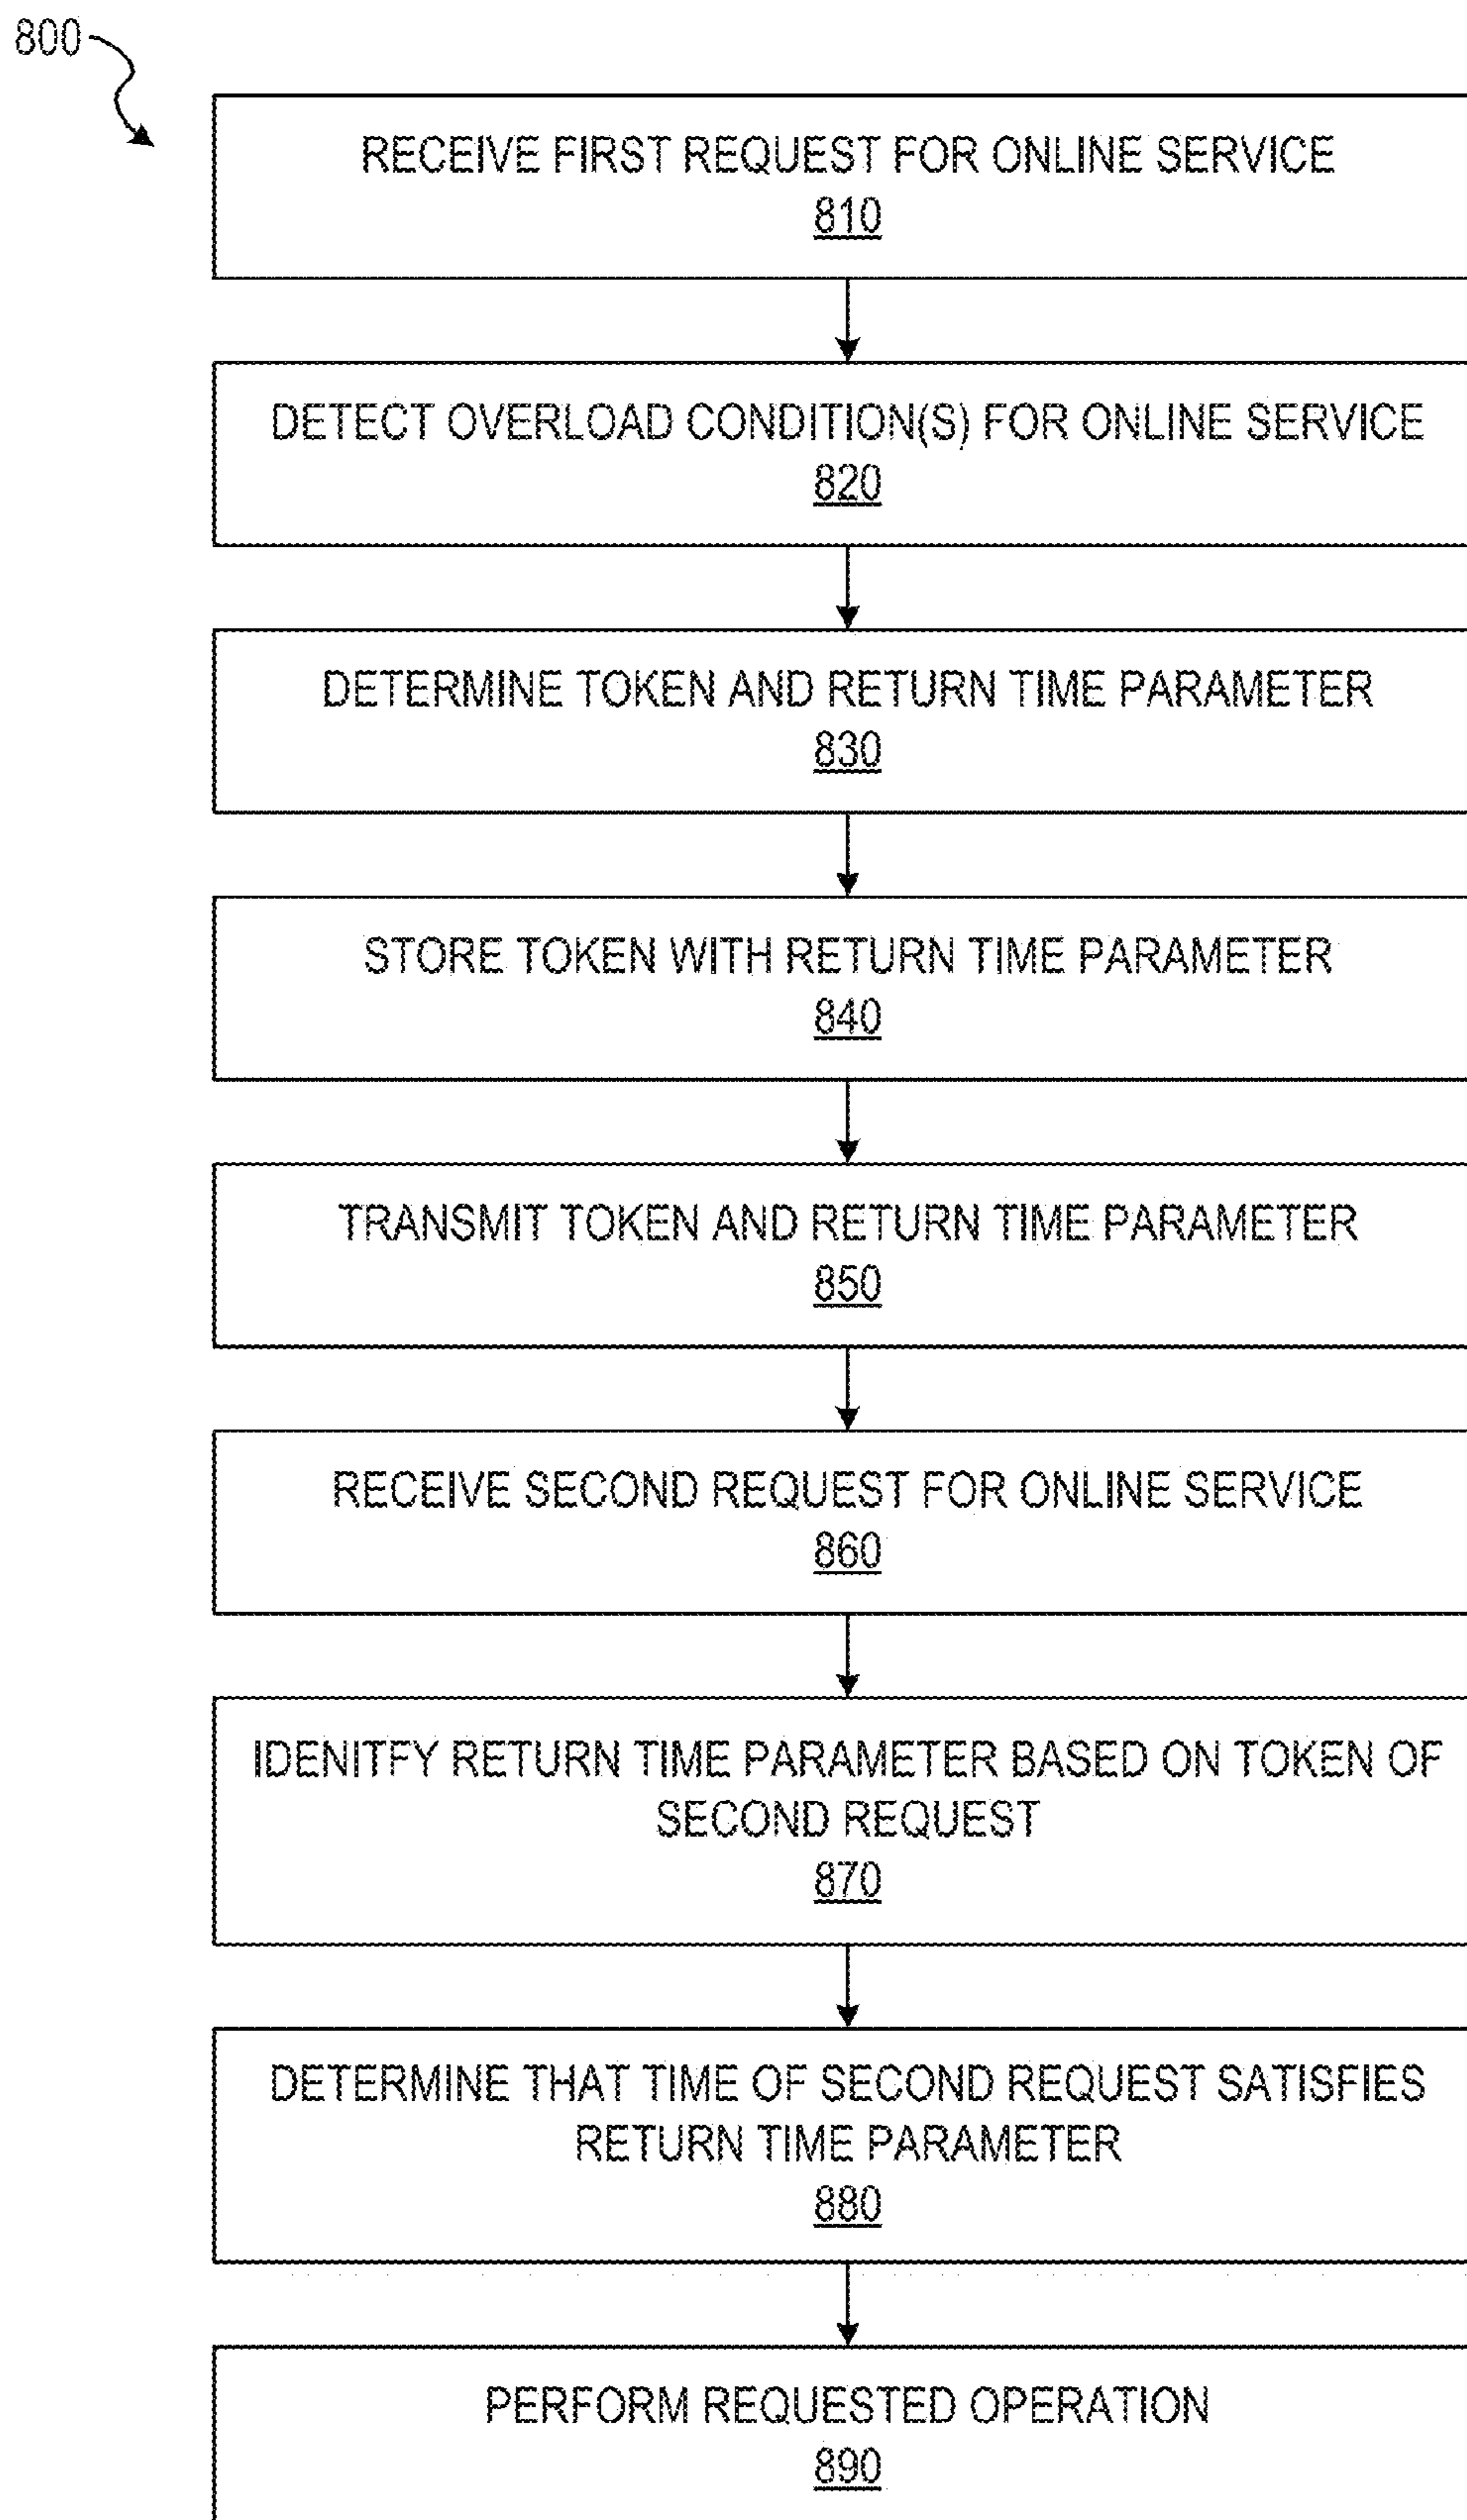 800
RECEIVE FIRST REQUEST FOR ONLINE SERVICE
810
DETECT OVERLOAD CONDITION(S) FOR ONLINE SERVICE
820
DETERMINE TOKEN AND RETURN TIME PARAMETER
830
STORE TOKEN WITH RETURN TIME PARAMETER
840
TRANSMIT TOKEN AND RETURN TIME PARAMETER
850
RECEIVE SECOND REQUEST FOR ONLINE SERVICE
860
IDENITFY RETURN TIME PARAMETER BASED ON TOKEN OF
SECOND REQUEST
870
DETERMINE THAT TIME OF SECOND REQUEST SATISFIES
RETURN TIME PARAMETER
880
PERFORM REQUESTED OPERATION
890